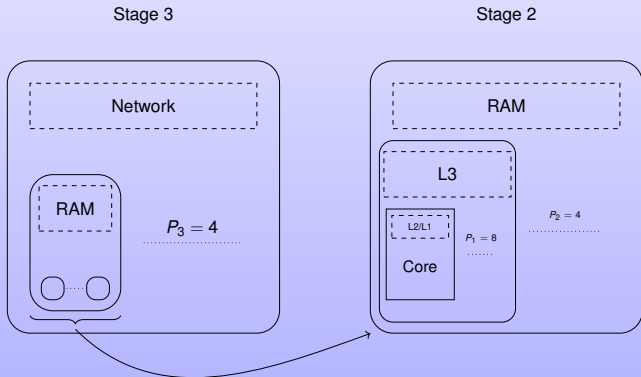 Stage 3
Stage 2
Network
RAM
P₃ = 4
RAM
L3
L2/L1
Core
P₁ = 8
P₂ = 4